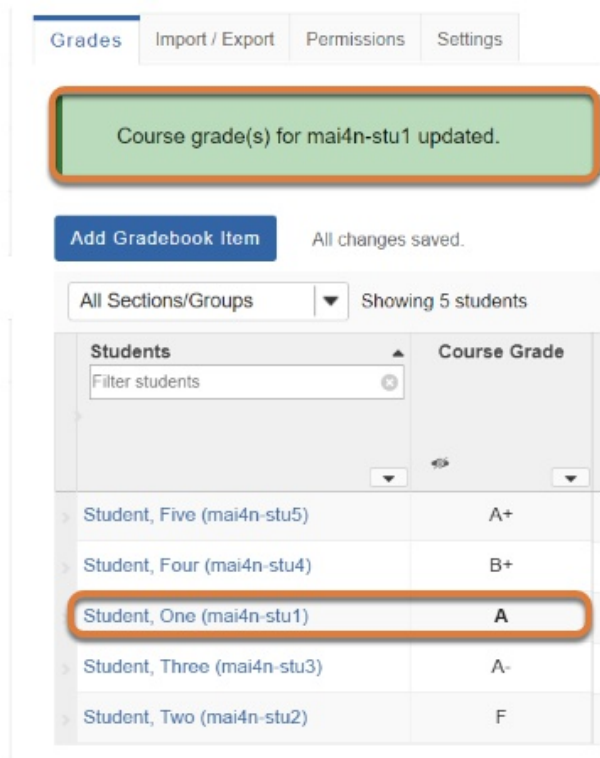 Grades Import / Export Permissions Settings
Course grade(s) for mai4n-stu1 updated.
Add Gradebook Item All changes saved.
All Sections/Groups Showing 5 students
Students Course Grade
Filter students
Student, Five (mai4n-stu5) A+
Student, Four (mai4n-stu4) B+
Student, One (mai4n-stu1) A
Student, Three (mai4n-stu3) A-
Student, Two (mai4n-stu2) F